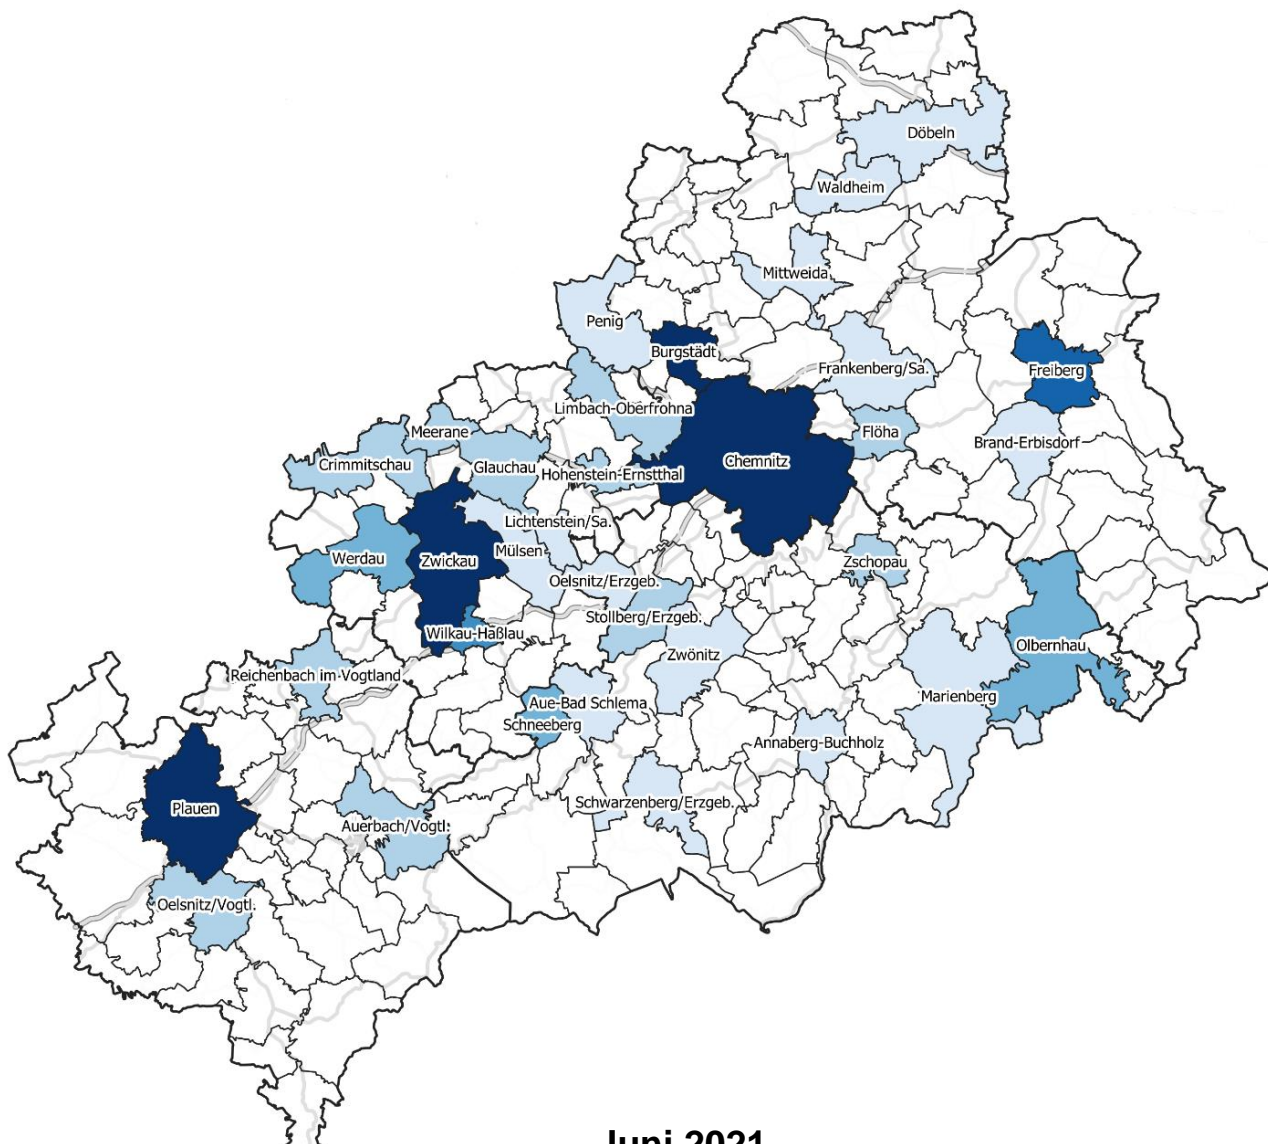 Döbeln
Waldheim
Mittweida
Penig
Burgstädt
Frankenberg/Sa.
Freiberg
Limbach-Oberfrohna
Meerane
Flöha
Brand-Erbisdorf
Crimmitschau
Glauchau
Hohenstein-Ernstthal
Chemnitz
Lichtenstein/Sa.
Werdau
Zwickau
Mülsen
Zschopau
Oelsnitz/Erzgeb.
Stollberg/Erzgeb.
Wilkau-Haßlau
Olbernhau
Zwönitz
Reichenbach im Vogtland
Marienberg
Aue-Bad Schlema
Schneeberg
Annaberg-Buchholz
Schwarzenberg/Erzgeb.
Plauen
Auerbach/Vogtl.
Oelsnitz/Vogtl.
Juni 2021